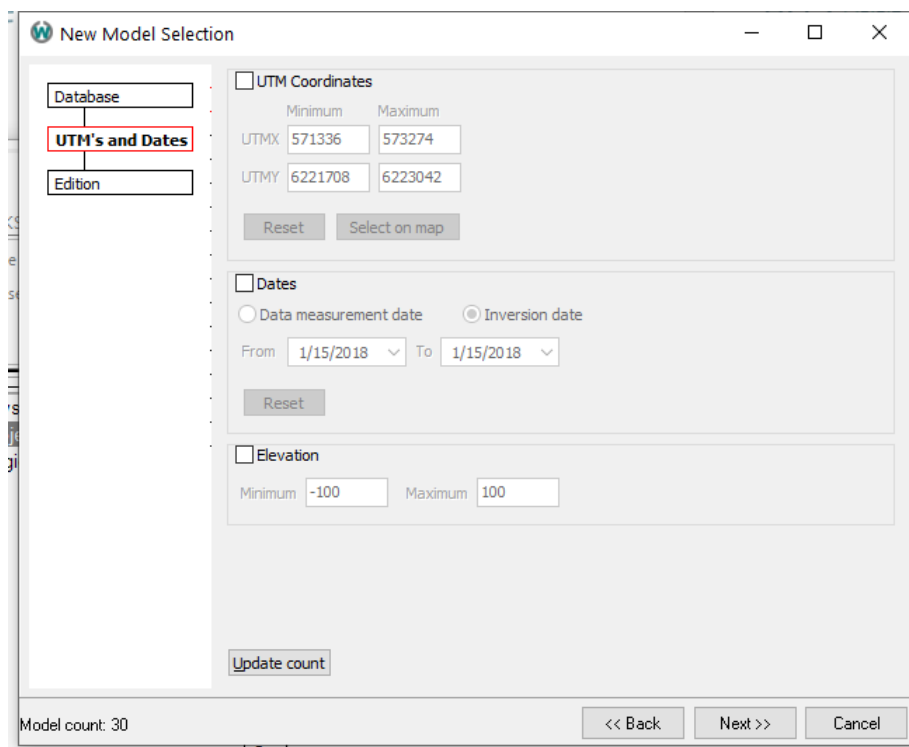 New Model Selection
Database
UTM's and Dates
Edition
UTM Coordinates
Minimum Maximum
UTMX 571336 573274
UTMY 6221708 6223042
Reset Select on map
Dates
Data measurement date Inversion date
From 1/15/2018 To 1/15/2018
Reset
Elevation
Minimum -100 Maximum 100
Update count
Model count: 30 << Back Next >> Cancel